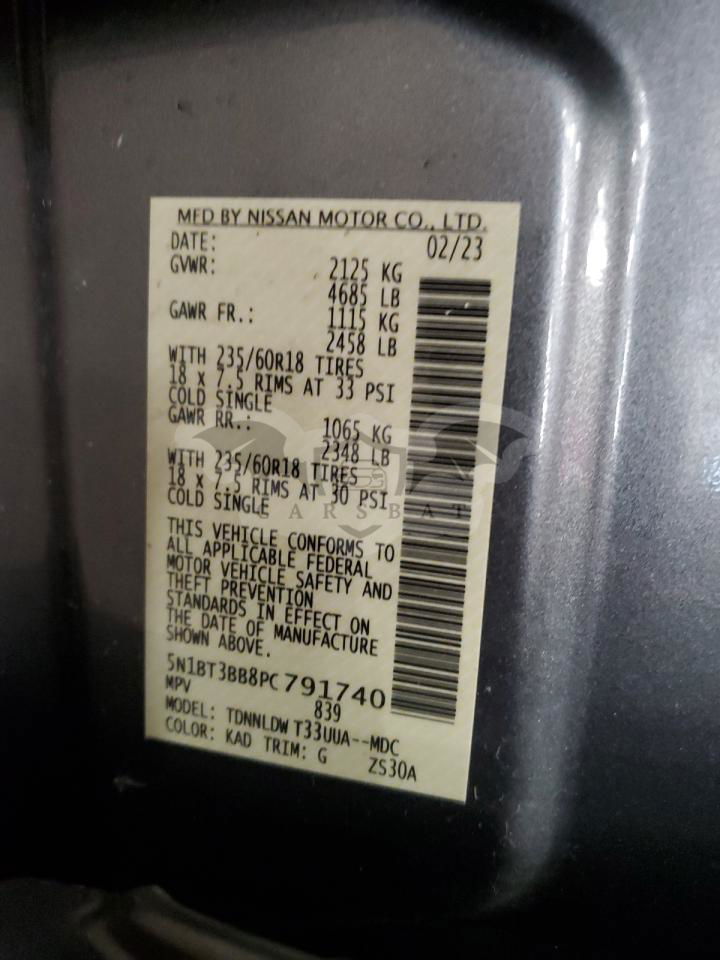 MFD BY NISSAN MOTOR CO., LTD.
DATE: 02/23
GVWR: 2125 KG
4685 LB
GAWR FR.: 1115 KG
2458 LB
WITH 235/60R18 TIRES
18 x 7.5 RIMS AT 33 PSI
COLD SINGLE
GAWR RR.: 1065 KG
2348 LB
WITH 235/60R18 TIRES
18 x 7.5 RIMS AT 30 PSI
COLD SINGLE
CARSBAT
THIS VEHICLE CONFORMS TO
ALL APPLICABLE FEDERAL
MOTOR VEHICLE SAFETY AND
THEFT PREVENTION
STANDARDS IN EFFECT ON
THE DATE OF MANUFACTURE
SHOWN ABOVE.
5N1BT3BB8PC791740
MPV 839
MODEL: TDNNLDW T33UUA--MDC
COLOR: KAD TRIM: G ZS30A